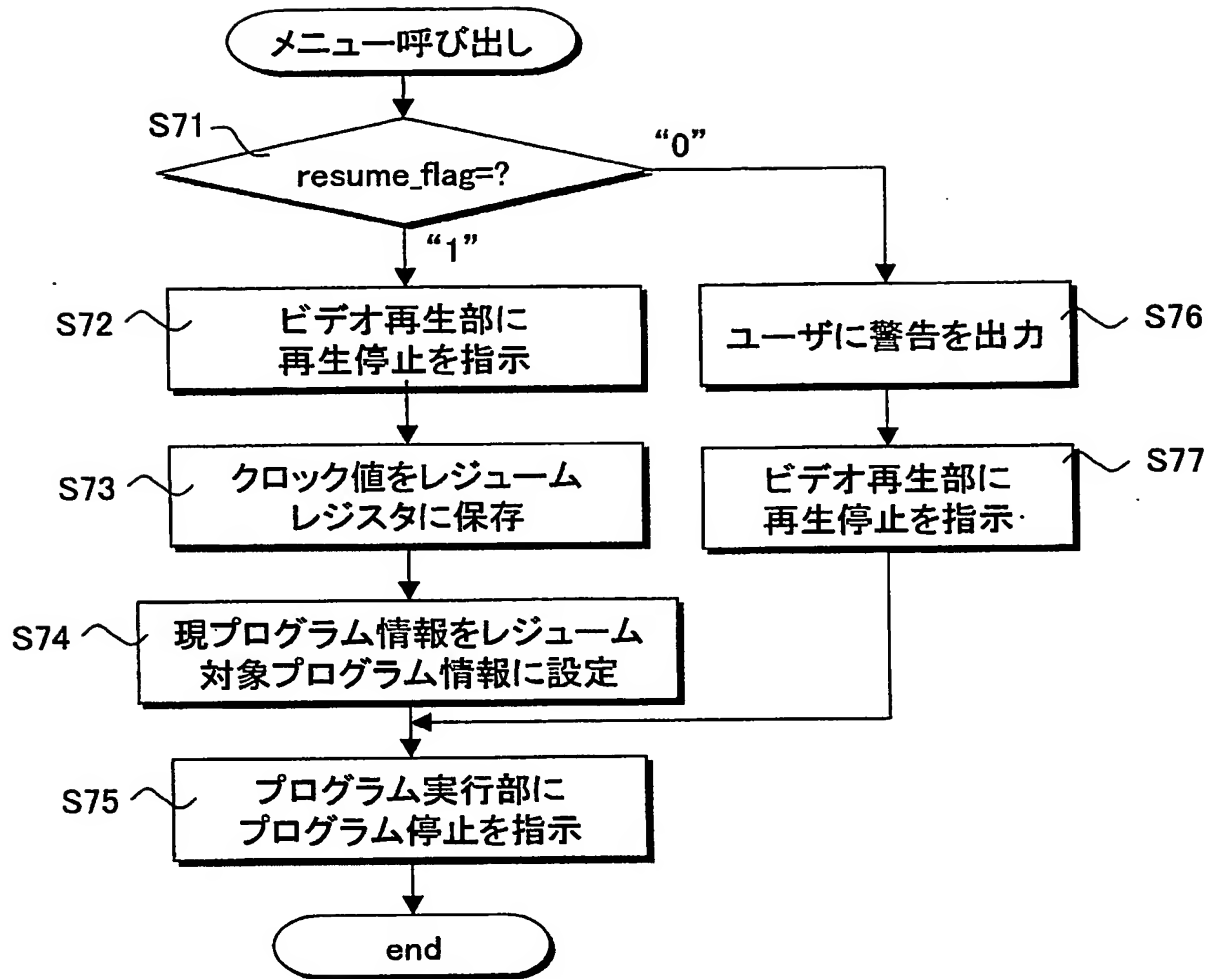 メニュー呼び出し
S71
resume_flag=?
“0”
“1”
S72
ビデオ再生部に
再生停止を指示
S76
ユーザに警告を出力
S73
クロック値をレジューム
レジスタに保存
S77
ビデオ再生部に
再生停止を指示
S74
現プログラム情報をレジューム
対象プログラム情報に設定
S75
プログラム実行部に
プログラム停止を指示
end